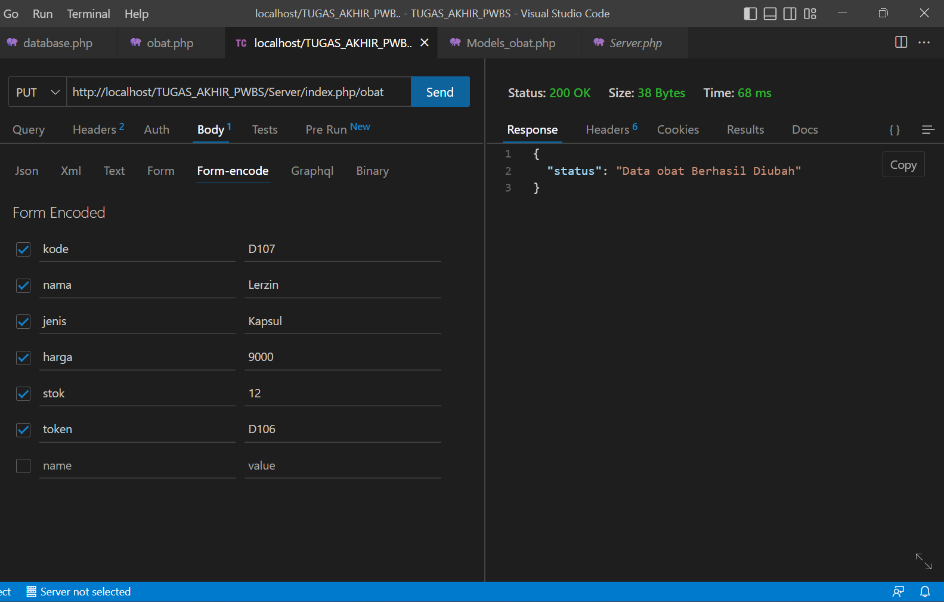 Go Run Terminal Help localhost/TUGAS_AKHIR_PWB.. - TUGAS_AKHIR_PWBS - Visual Studio Code
database.php obat.php TC localhost/TUGAS_AKHIR_PWB.. Models_obat.php Server.php
PUT http://localhost/TUGAS_AKHIR_PWBS/Server/index.php/obat Send
Query Headers 2 Auth Body 1 Tests Pre Run New
Json Xml Text Form Form-encode Graphql Binary
Form Encoded
kode D107
nama Lerzin
jenis Kapsul
harga 9000
stok 12
token D106
name value
Status: 200 OK Size: 38 Bytes Time: 68 ms
Response Headers 6 Cookies Results Docs { }
1 {
2 "status": "Data obat Berhasil Diubah"
3 }
Copy
ect Server not selected